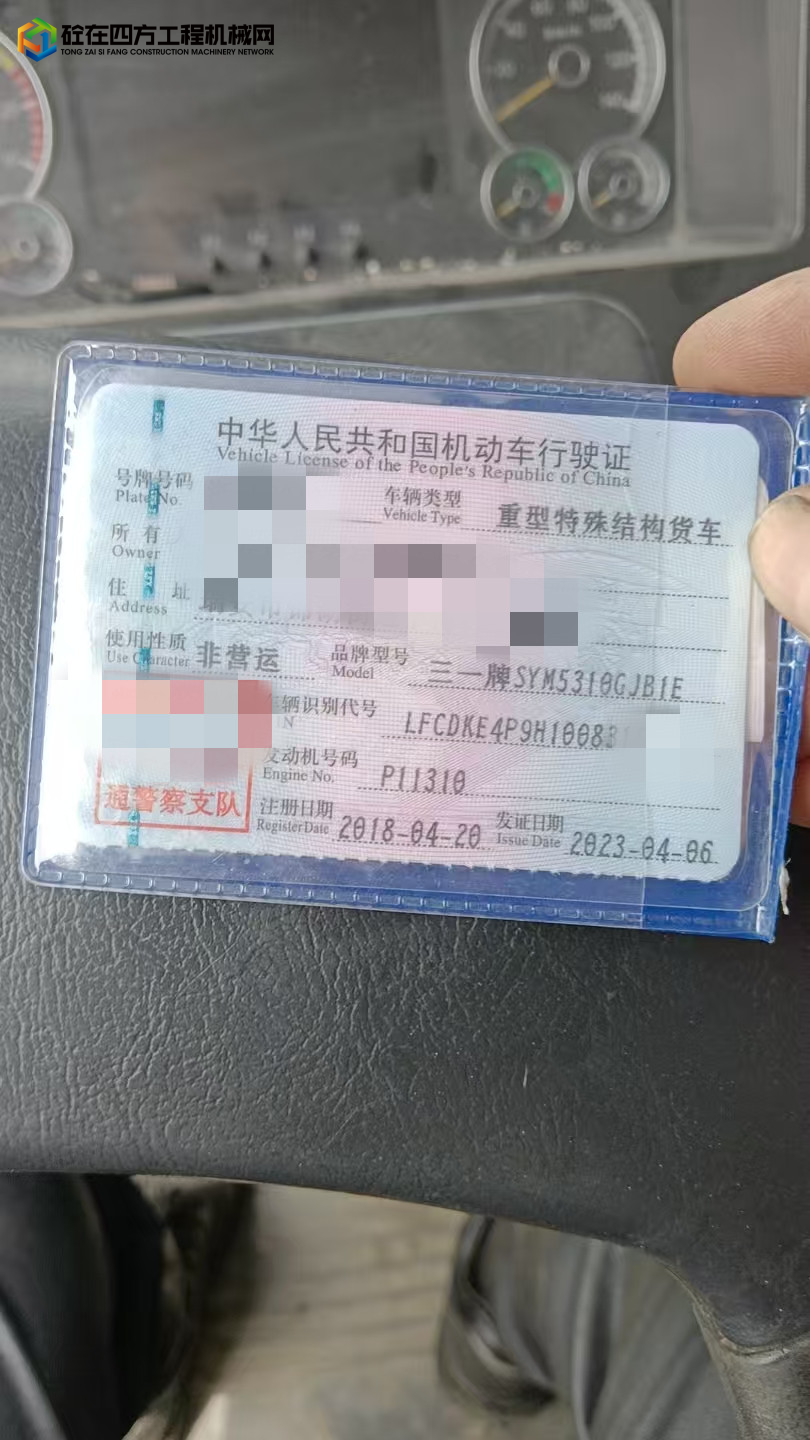 砼在四方工程机械网
TONG ZAI SI FANG CONSTRUCTION MACHINERY NETWORK
中华人民共和国机动车行驶证
Vehicle License of the People's Republic of China
号牌号码
Plate No.
车辆类型 重型特殊结构货车
Vehicle Type
所 有
Owner
住 址
Address
使用性质 非营运 品牌型号 三一牌SYM5310GJB1E
Use Character Model
车辆识别代号 LFCDKE4P9H1008
N
发动机号码 P11310
Engine No.
通警察支队
注册日期 2018-04-20 发证日期 2023-04-06
Register Date Issue Date